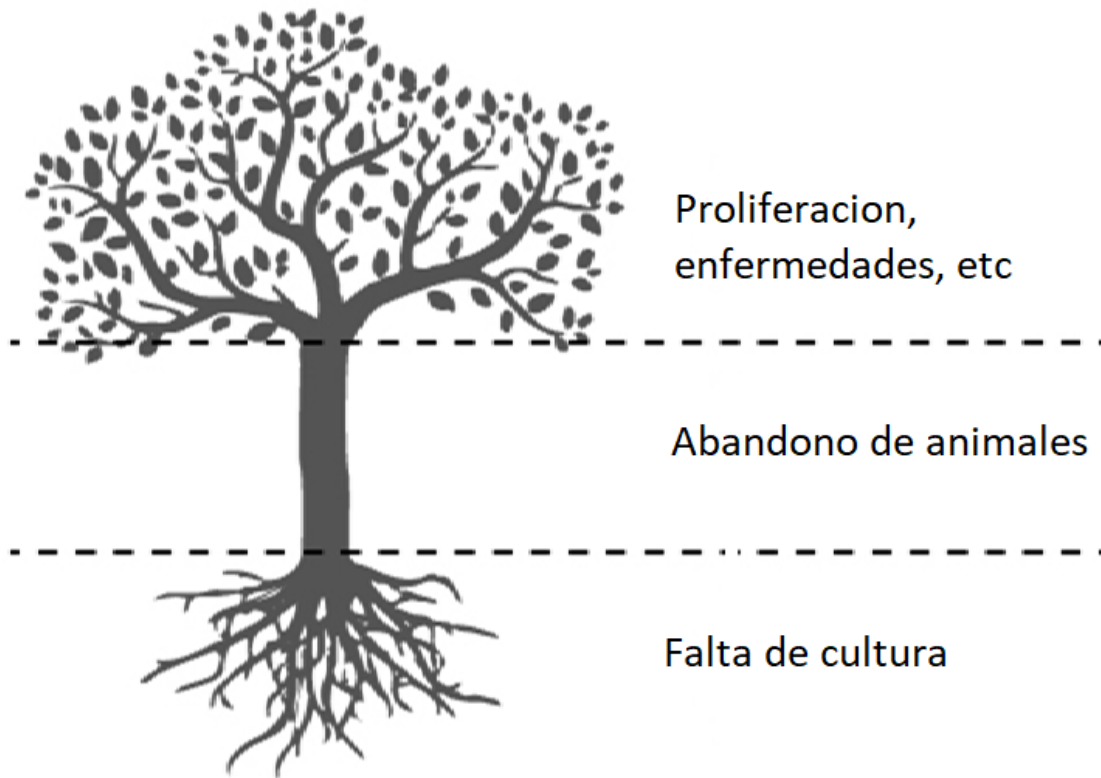 Proliferacion,
enfermedades, etc
Abandono de animales
Falta de cultura